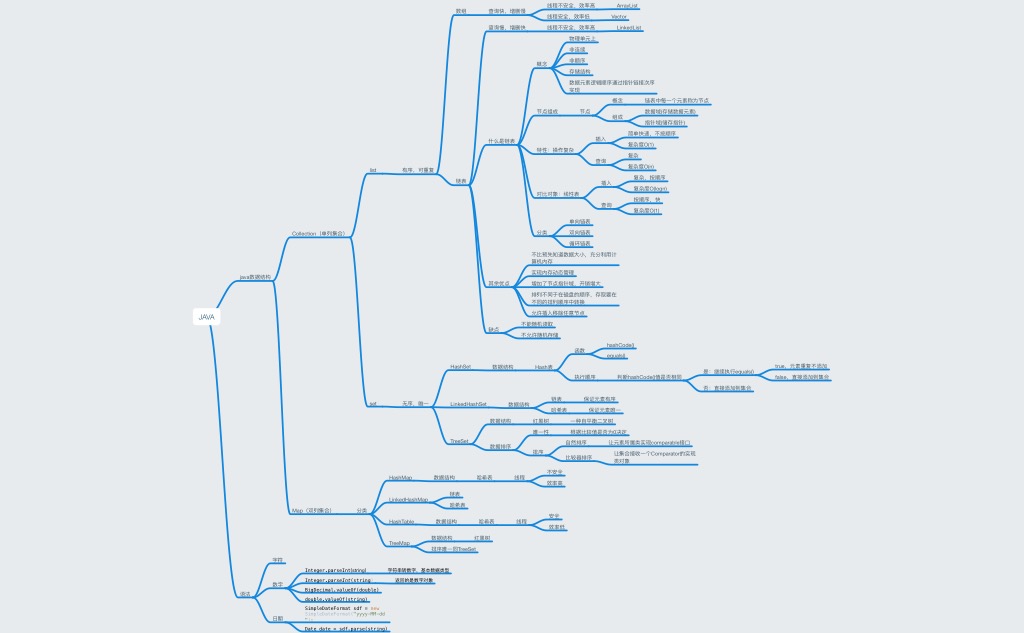 数组
查询快、增删慢
线程不安全、效率高
ArrayList
线程安全、效率低
Vector
查询慢、增删快
线程不安全、效率高
LinkedList
物理单元上
非连续
非顺序
概念
存储结构
数据元素逻辑顺序通过指针链接次序
实现
概念
链表中每一个元素称为节点
节点组成
节点
数据域(存储数据元素)
组成
指针域(储存指针)
简单快速、不按顺序
插入
什么是链表
复杂度O(1)
特性：操作复杂
复杂
查询
复杂度O(n)
list
有序、可重复
复杂、按顺序
链表
插入
复杂度O(logn)
对比对象：线性表
按顺序、快
查询
复杂度O(1)
单向链表
分类
双向链表
Collection（单列集合）
循环链表
不比预先知道数据大小，充分利用计
算机内存
实现内存动态管理
java数据结构
优点
增加了节点指针域，开销增大
排列不同于在磁盘的顺序，存取要在
不同的排列顺序中转换
允许插入移除任意节点
JAVA
不能随机读取
缺点
不允许随机存储
hashCode()
函数
equals()
HashSet
数据结构
Hash表
true，元素重复不添加
是：继续执行equals()
执行顺序
判断hashCode()值是否相同
false，直接添加到集合
否：直接添加到集合
链表
保证元素有序
set
无序、唯一
LinkedHashSet
数据结构
哈希表
保证元素唯一
数据结构
红黑树
一种自平衡二叉树
唯一性
根据比较值是否为0决定
TreeSet
数据排序
自然排序
让元素所属类实现comparable接口
排序
比较器排序
让集合接收一个Comparator的实现
类对象
不安全
HashMap
数据结构
哈希表
线程
效率高
链表
LinkedHashMap
哈希表
Map（双列集合）
分类
安全
HashTable
数据结构
哈希表
线程
效率低
数据结构
红黑树
TreeMap
排序唯一同TreeSet
字符
Integer.parseInt(string)
字符串转数字，基本数据类型
数字
Integer.parseInt(string
返回的是数字对象
BigDecimal.valueOf(double)
语法
double.valueOf(string)
SimpleDateFormat sdf = new
SimpleDateFormat("yyyy-MM-dd
日期
Date date = sdf.parse(string)